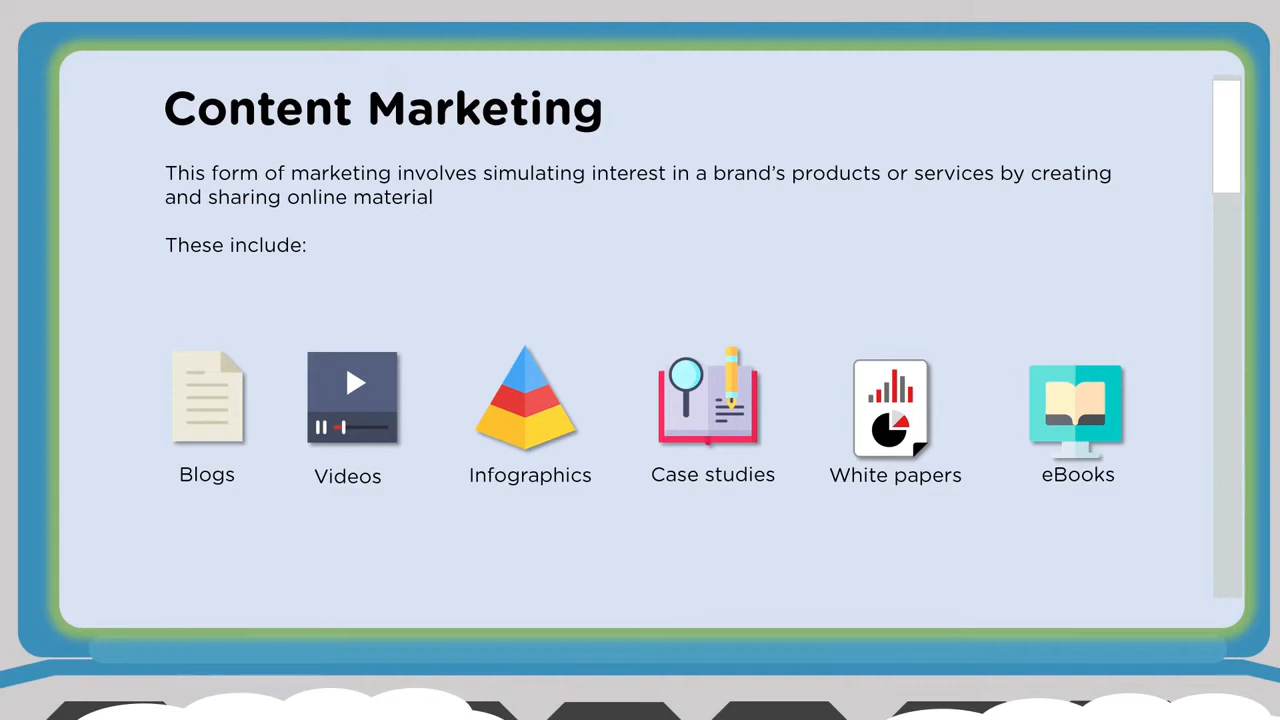 Content Marketing
This form of marketing involves simulating interest in a brand’s products or services by creating
and sharing online material
These include:
Blogs
Videos
Infographics
Case studies
White papers
eBooks